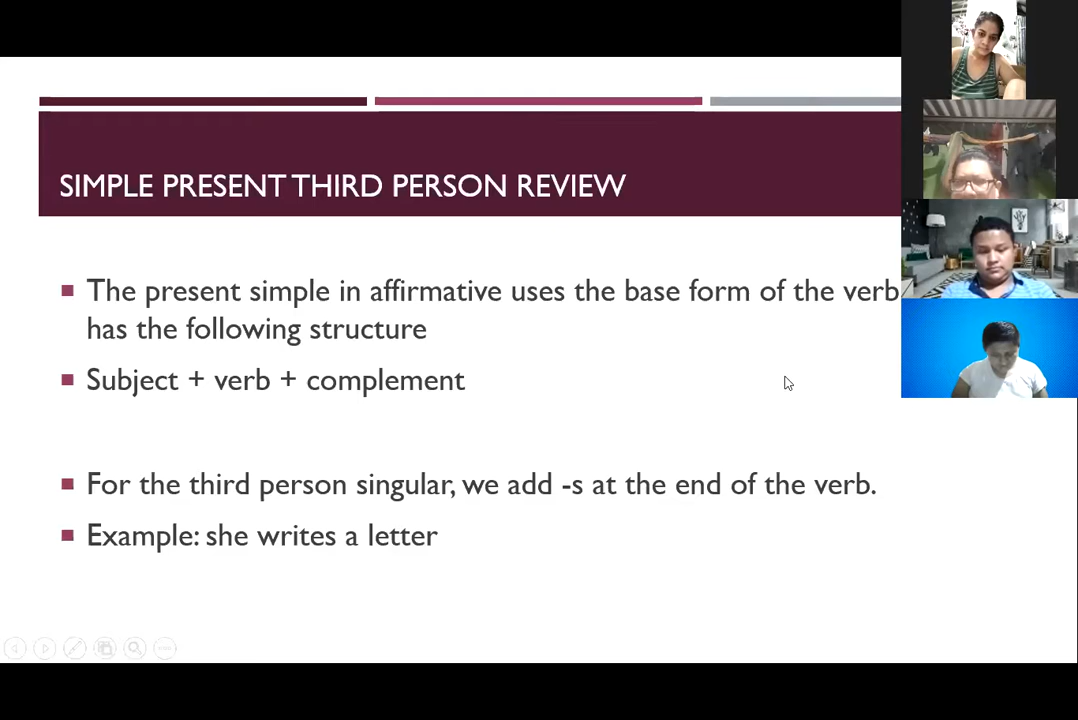 SIMPLE PRESENT THIRD PERSON REVIEW
The present simple in affirmative uses the base form of the verb
has the following structure
Subject + verb + complement
For the third person singular, we add -s at the end of the verb.
Example: she writes a letter